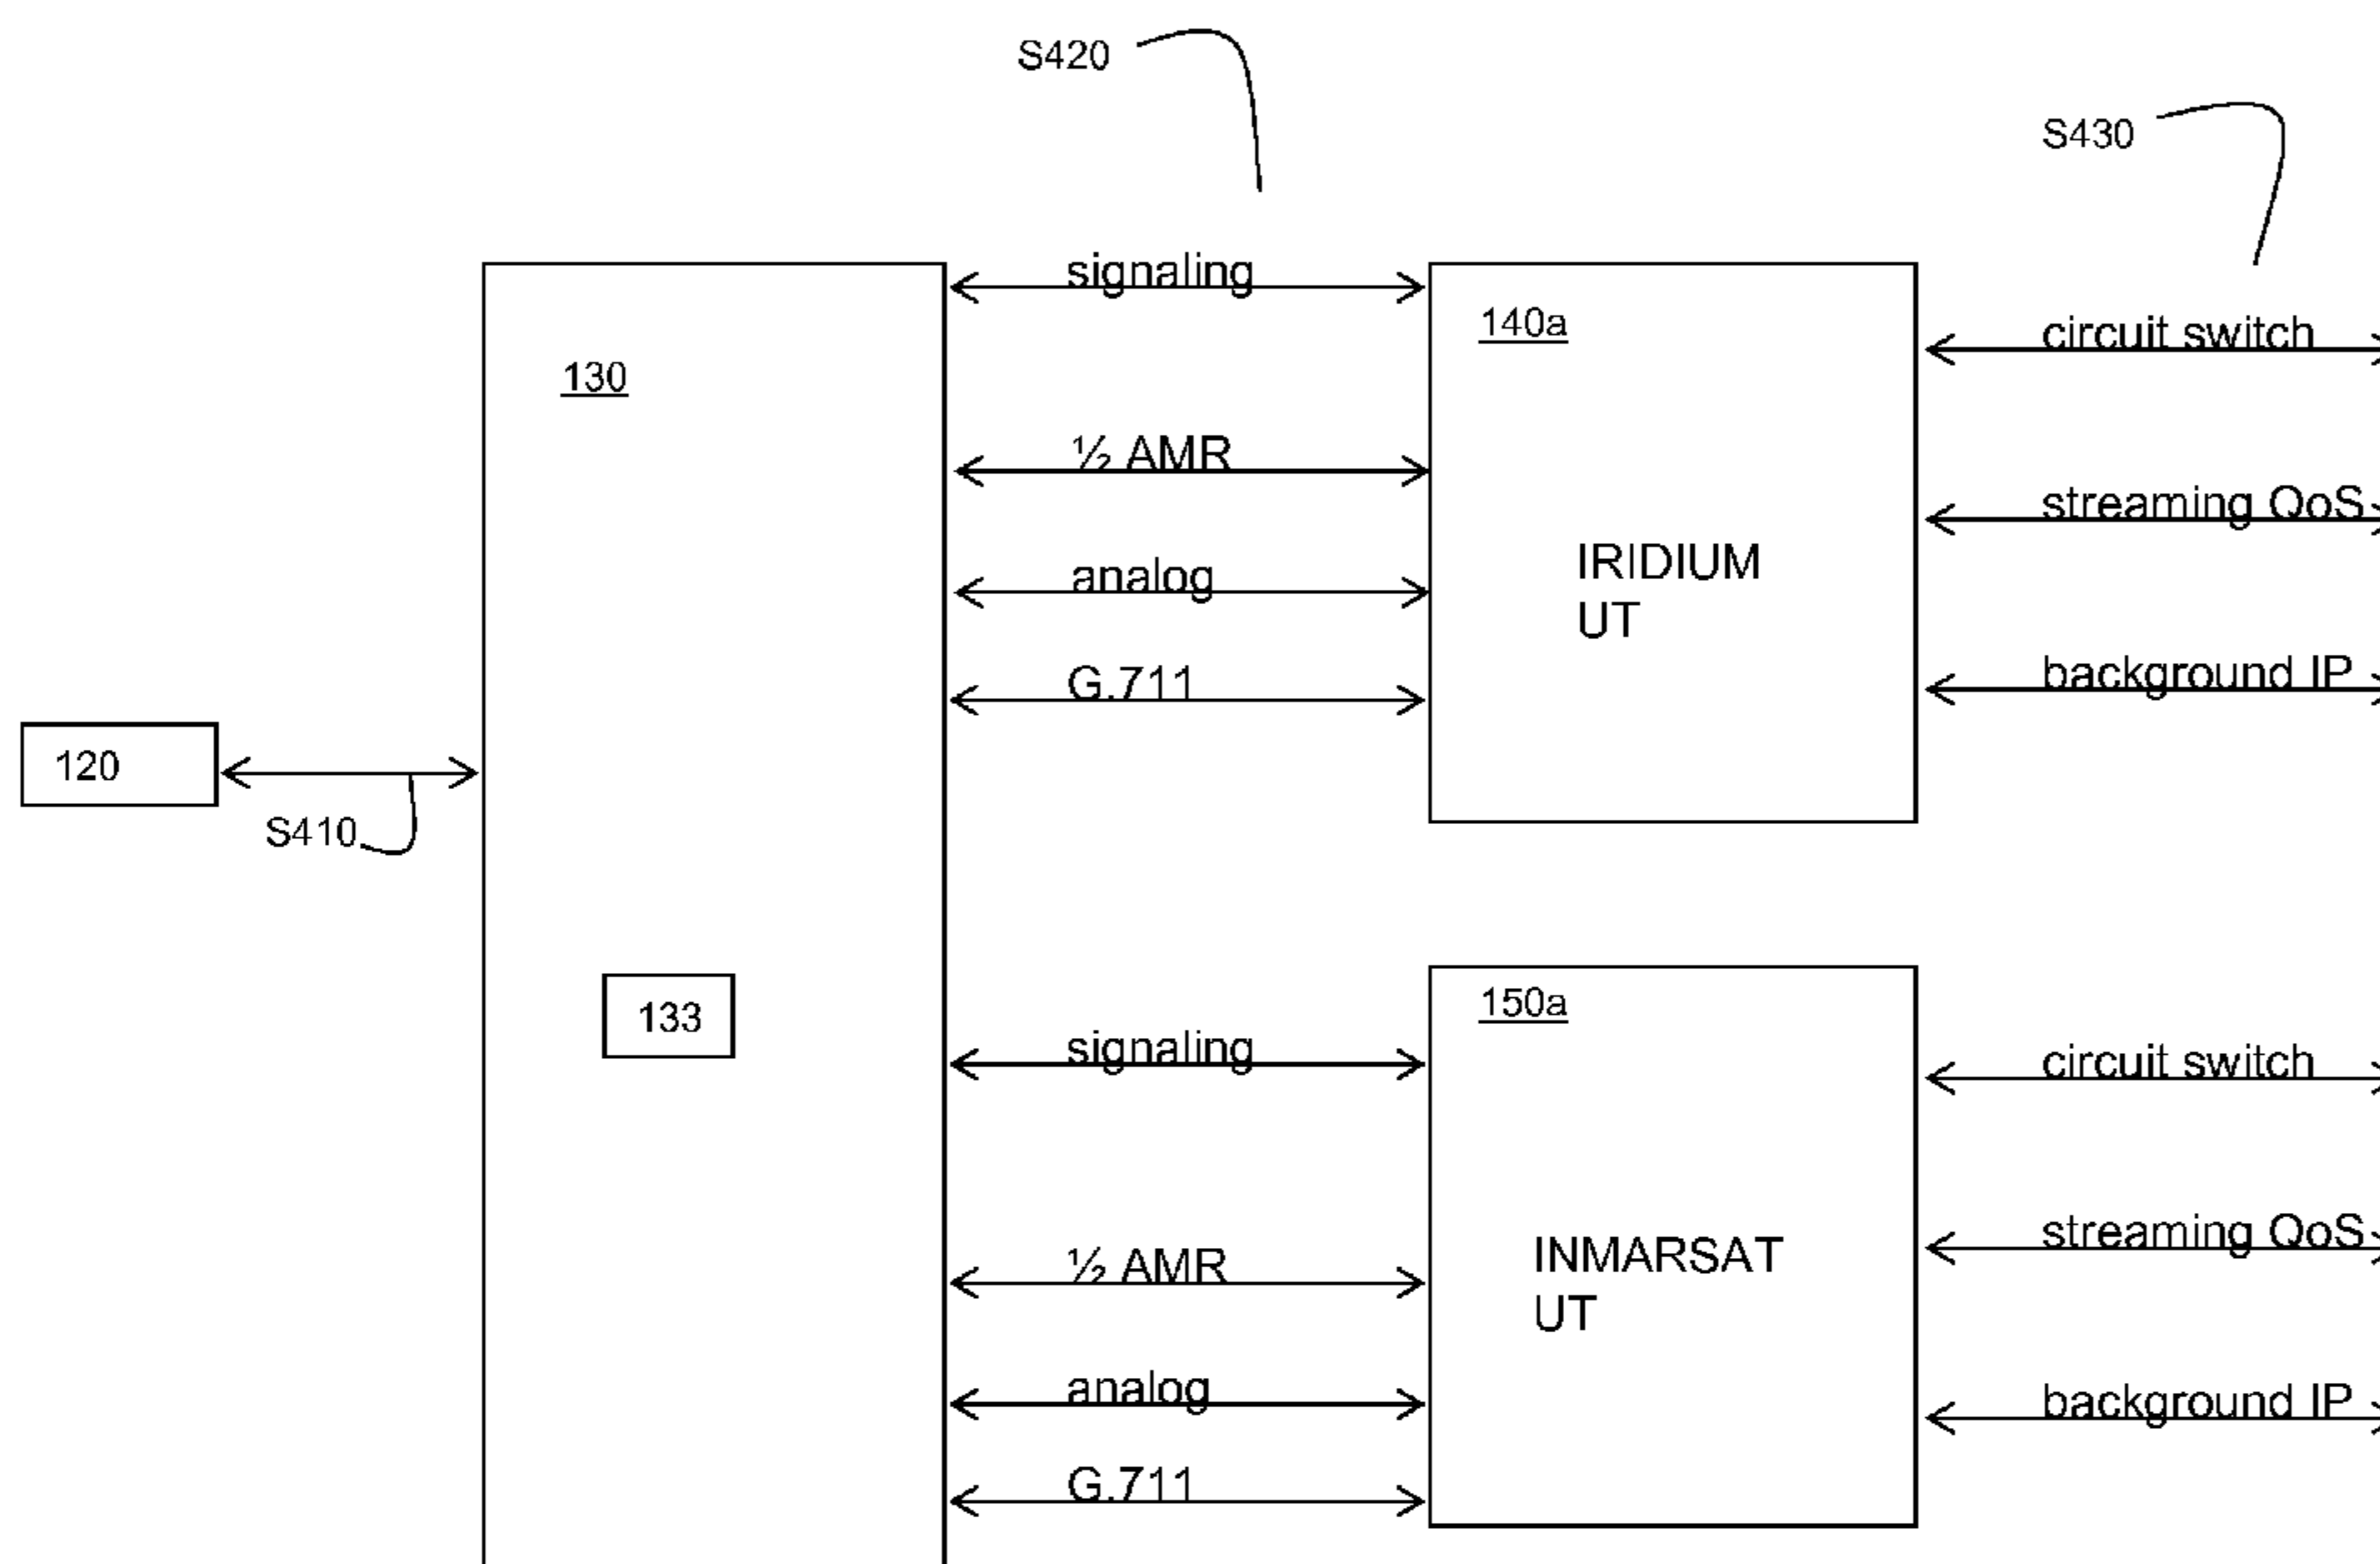 S420
S430
signaling
140a
circuit switch
130
½ AMR
streaming QoS
IRIDIUM
UT
analog
G.711
background IP
120
S410
133
150a
signaling
circuit switch
½ AMR
INMARSAT
UT
streaming QoS
analog
background IP
G.711